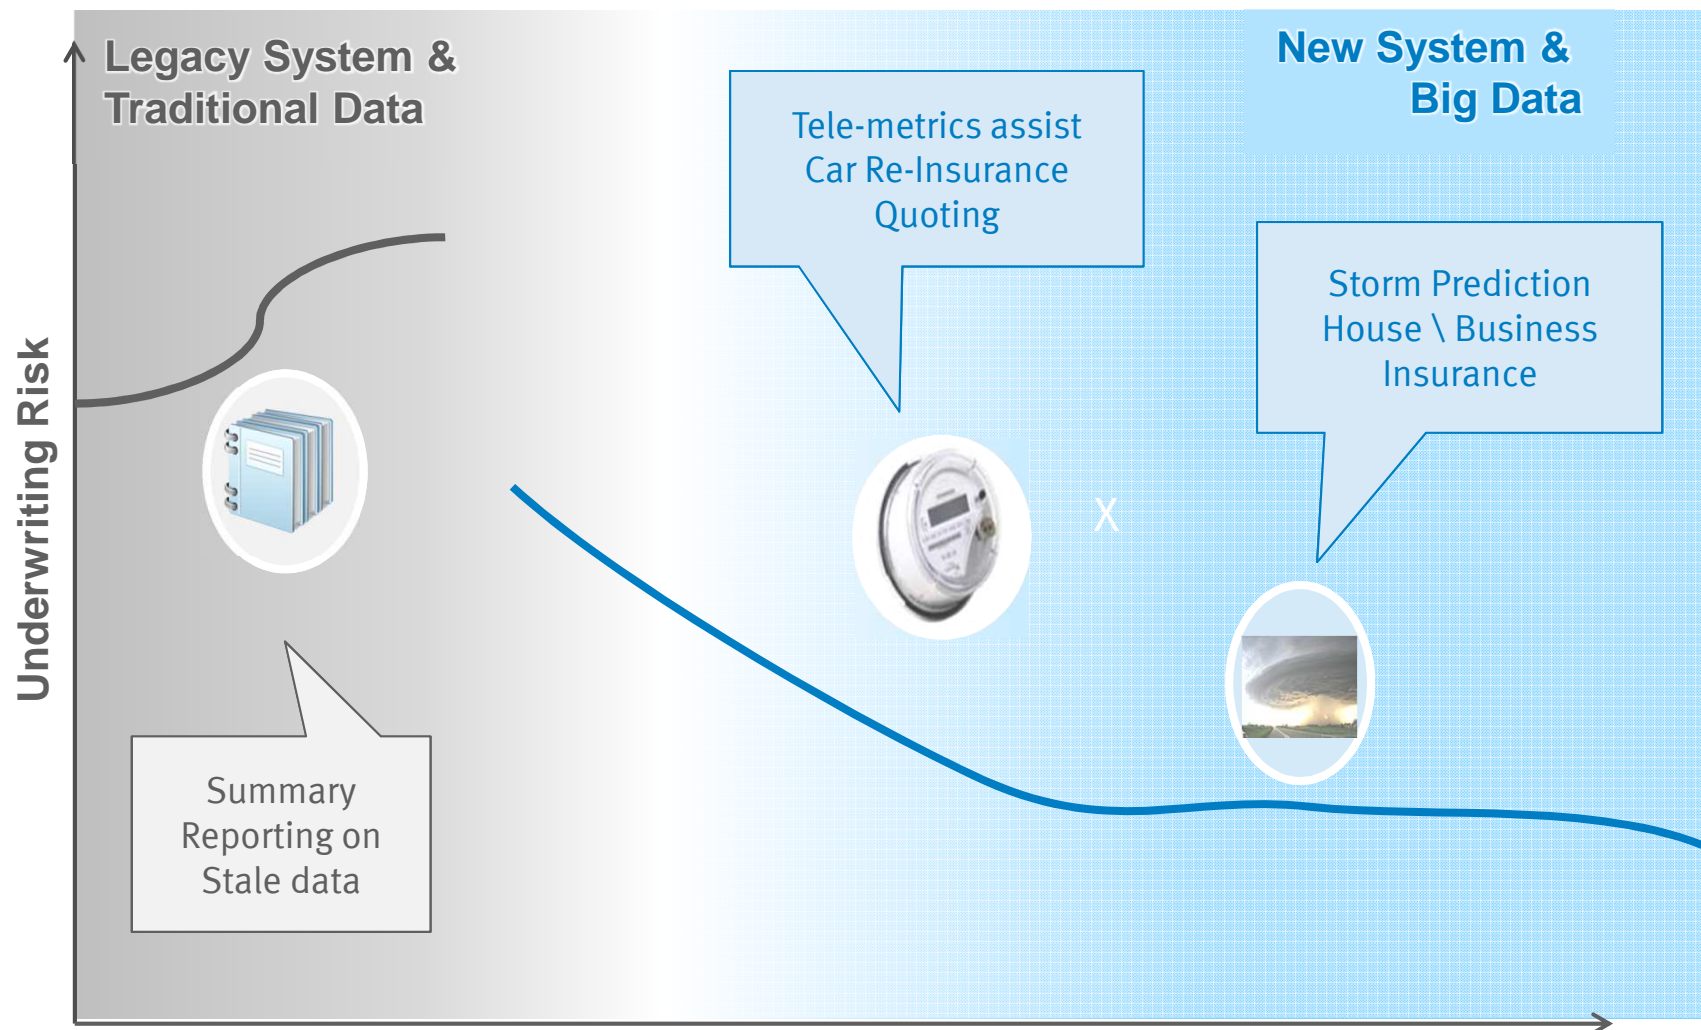 Legacy System &
Traditional Data
New System &
Big Data
Tele-metrics assist
Car Re-Insurance
Quoting
Storm Prediction
House \ Business
Insurance
Underwriting Risk
X
Summary
Reporting on
Stale data